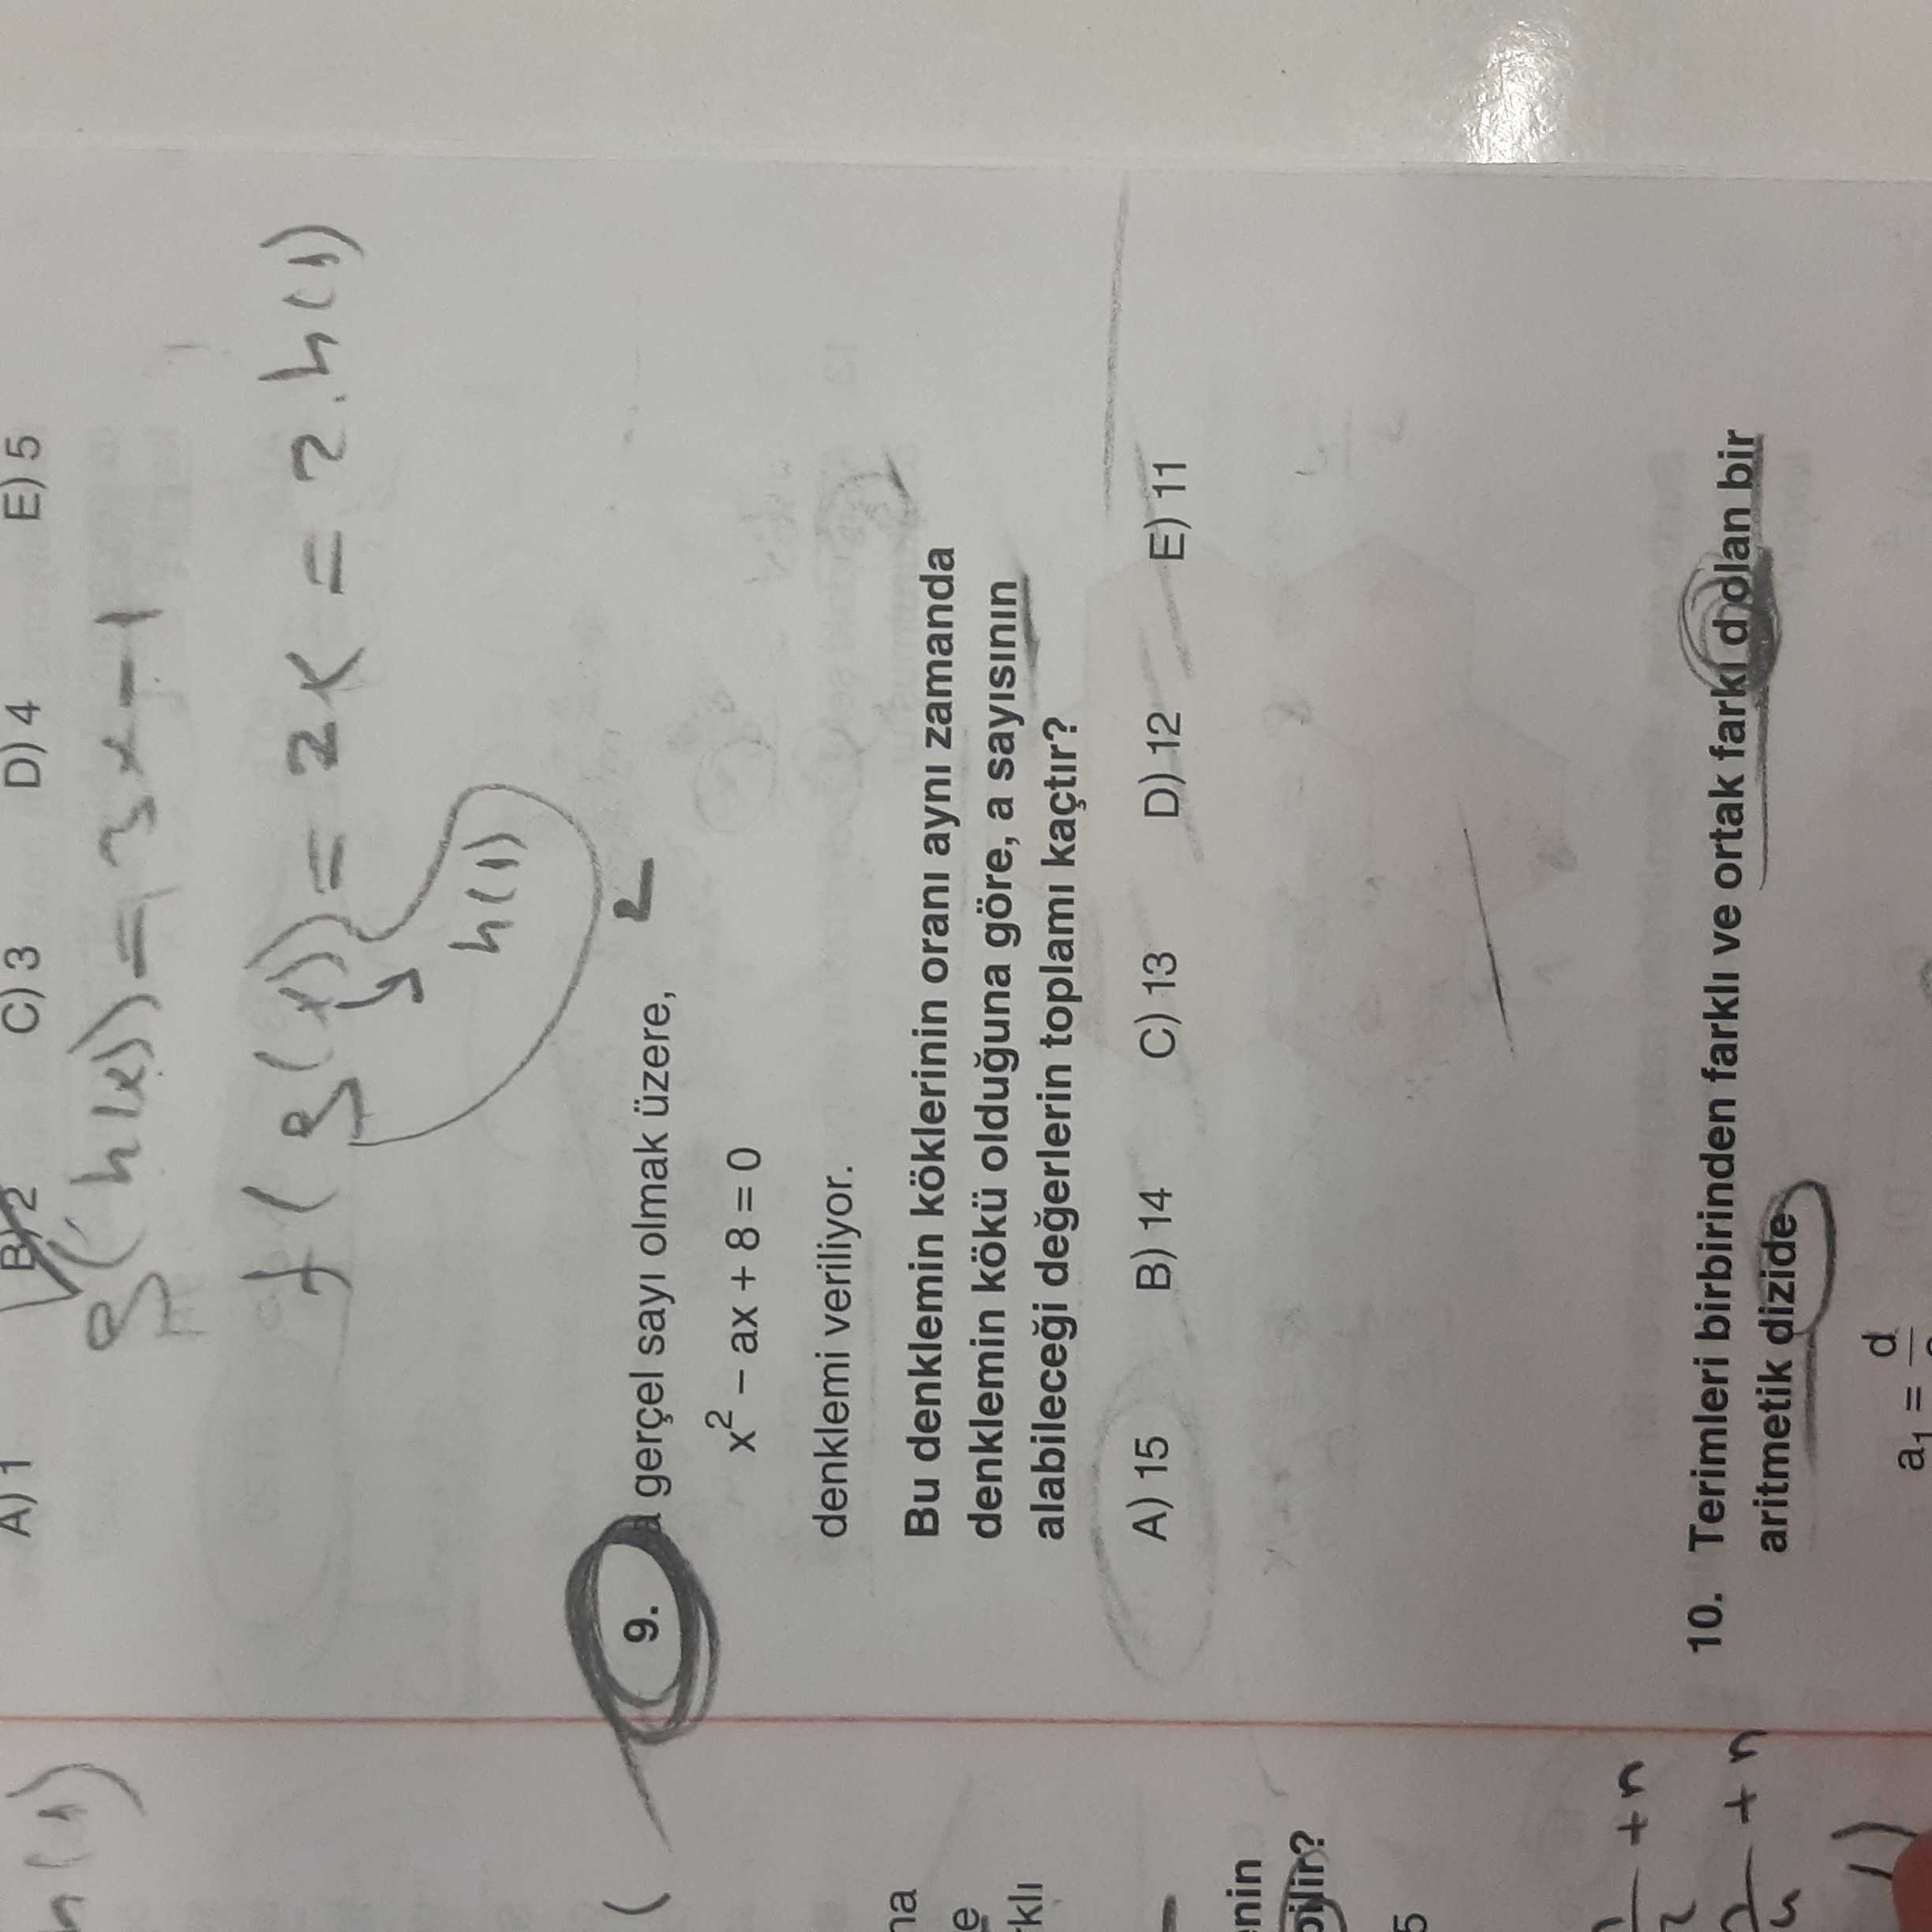 A) 1 B) 2 C) 3 D) 4 E) 5
g(h(x)) = 3x - 1
f(g(x)) = 2x = 2.h(1)
h(1)
9. a gerçel sayı olmak üzere,
x² – ax + 8 = 0
denklemi veriliyor.
Bu denklemin köklerinin oranı aynı zamanda
denklemin kökü olduğuna göre, a sayısının
alabileceği değerlerin toplamı kaçtır?
A) 15 B) 14 C) 13 D) 12 E) 11
10. Terimleri birbirinden farklı ve ortak farkı d olan bir
aritmetik dizide
h(1)
+n
+n